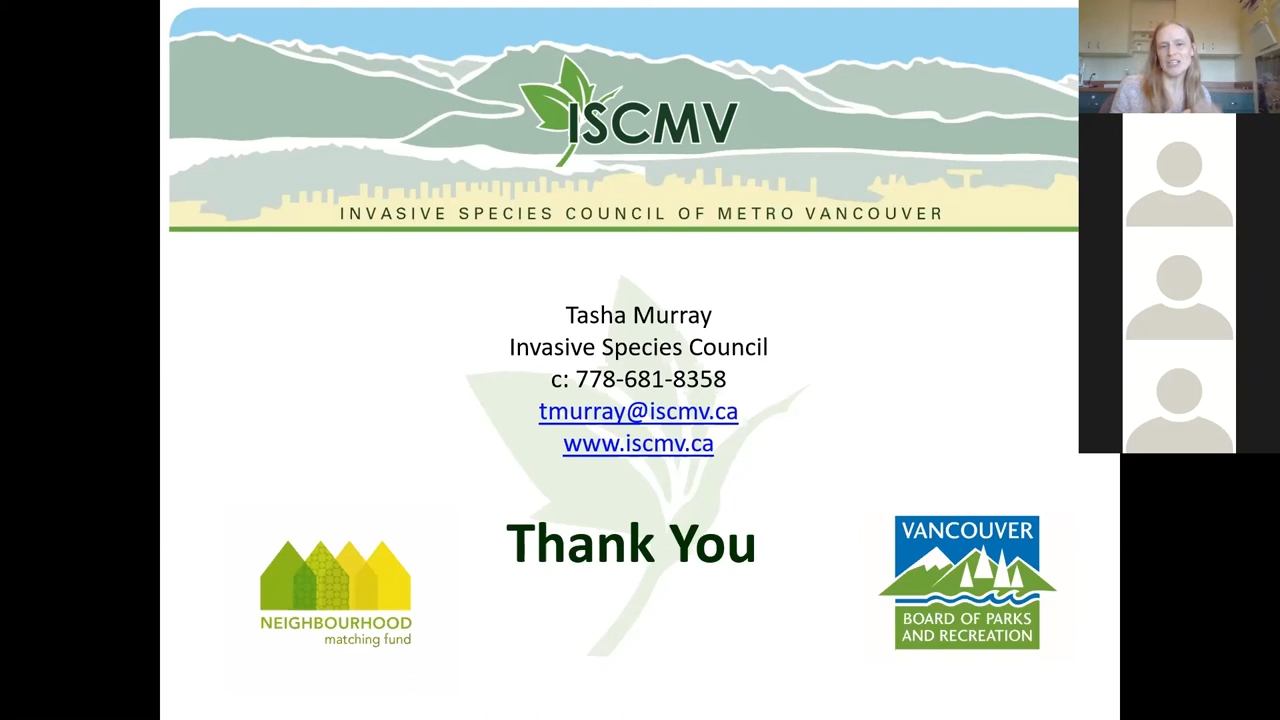 ISCMV
INVASIVE SPECIES COUNCIL OF METRO VANCOUVER
Tasha Murray
Invasive Species Council
c: 778-681-8358
tmurray@iscmv.ca
www.iscmv.ca
Thank You
NEIGHBOURHOOD
matching fund
VANCOUVER
BOARD OF PARKS
AND RECREATION